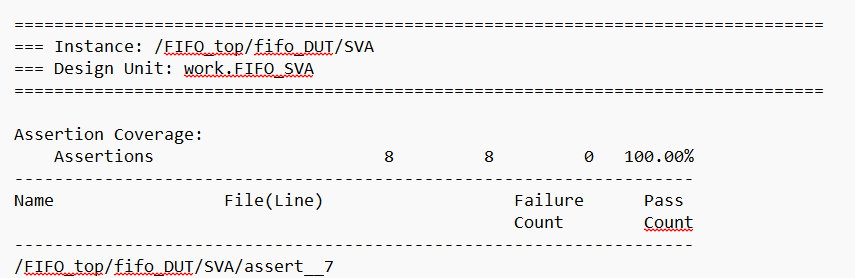 =================================================================================
=== Instance: /FIFO_top/fifo_DUT/SVA
=== Design Unit: work.FIFO_SVA
=================================================================================
Assertion Coverage:
    Assertions                       8         8         0   100.00%
--------------------------------------------------------------------
Name                 File(Line)                   Failure      Pass
                                                  Count        Count
--------------------------------------------------------------------
/FIFO_top/fifo_DUT/SVA/assert__7